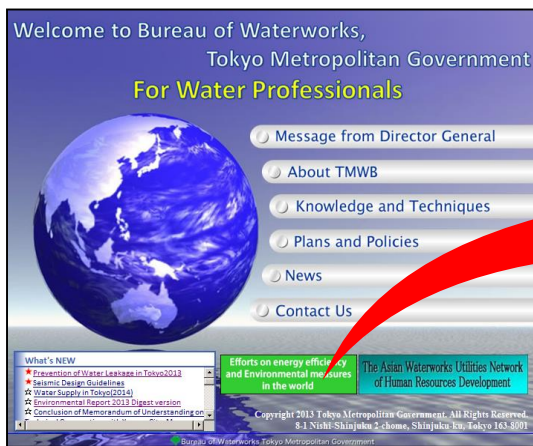 Welcome to Bureau of Waterworks,
Tokyo Metropolitan Government
For Water Professionals
Message from Director General
About TMWB
Knowledge and Techniques
Plans and Policies
News
Contact Us
What's NEW
★ Prevention of Water Leakage in Tokyo2013
★ Seismic Design Guidelines
☆ Water Supply in Tokyo(2014)
☆ Environmental Report 2013 Digest version
☆ Conclusion of Memorandum of Understanding on
Efforts on energy efficiency
and Environmental measures
in the world
The Asian Waterworks Utilities Network
of Human Resources Development
Copyright 2013 Tokyo Metropolitan Government. All Rights Reserved.
8-1 Nishi-Shinjuku 2-chome, Shinjuku-ku, Tokyo 163-8001
Bureau of Waterworks Tokyo Metropolitan Government